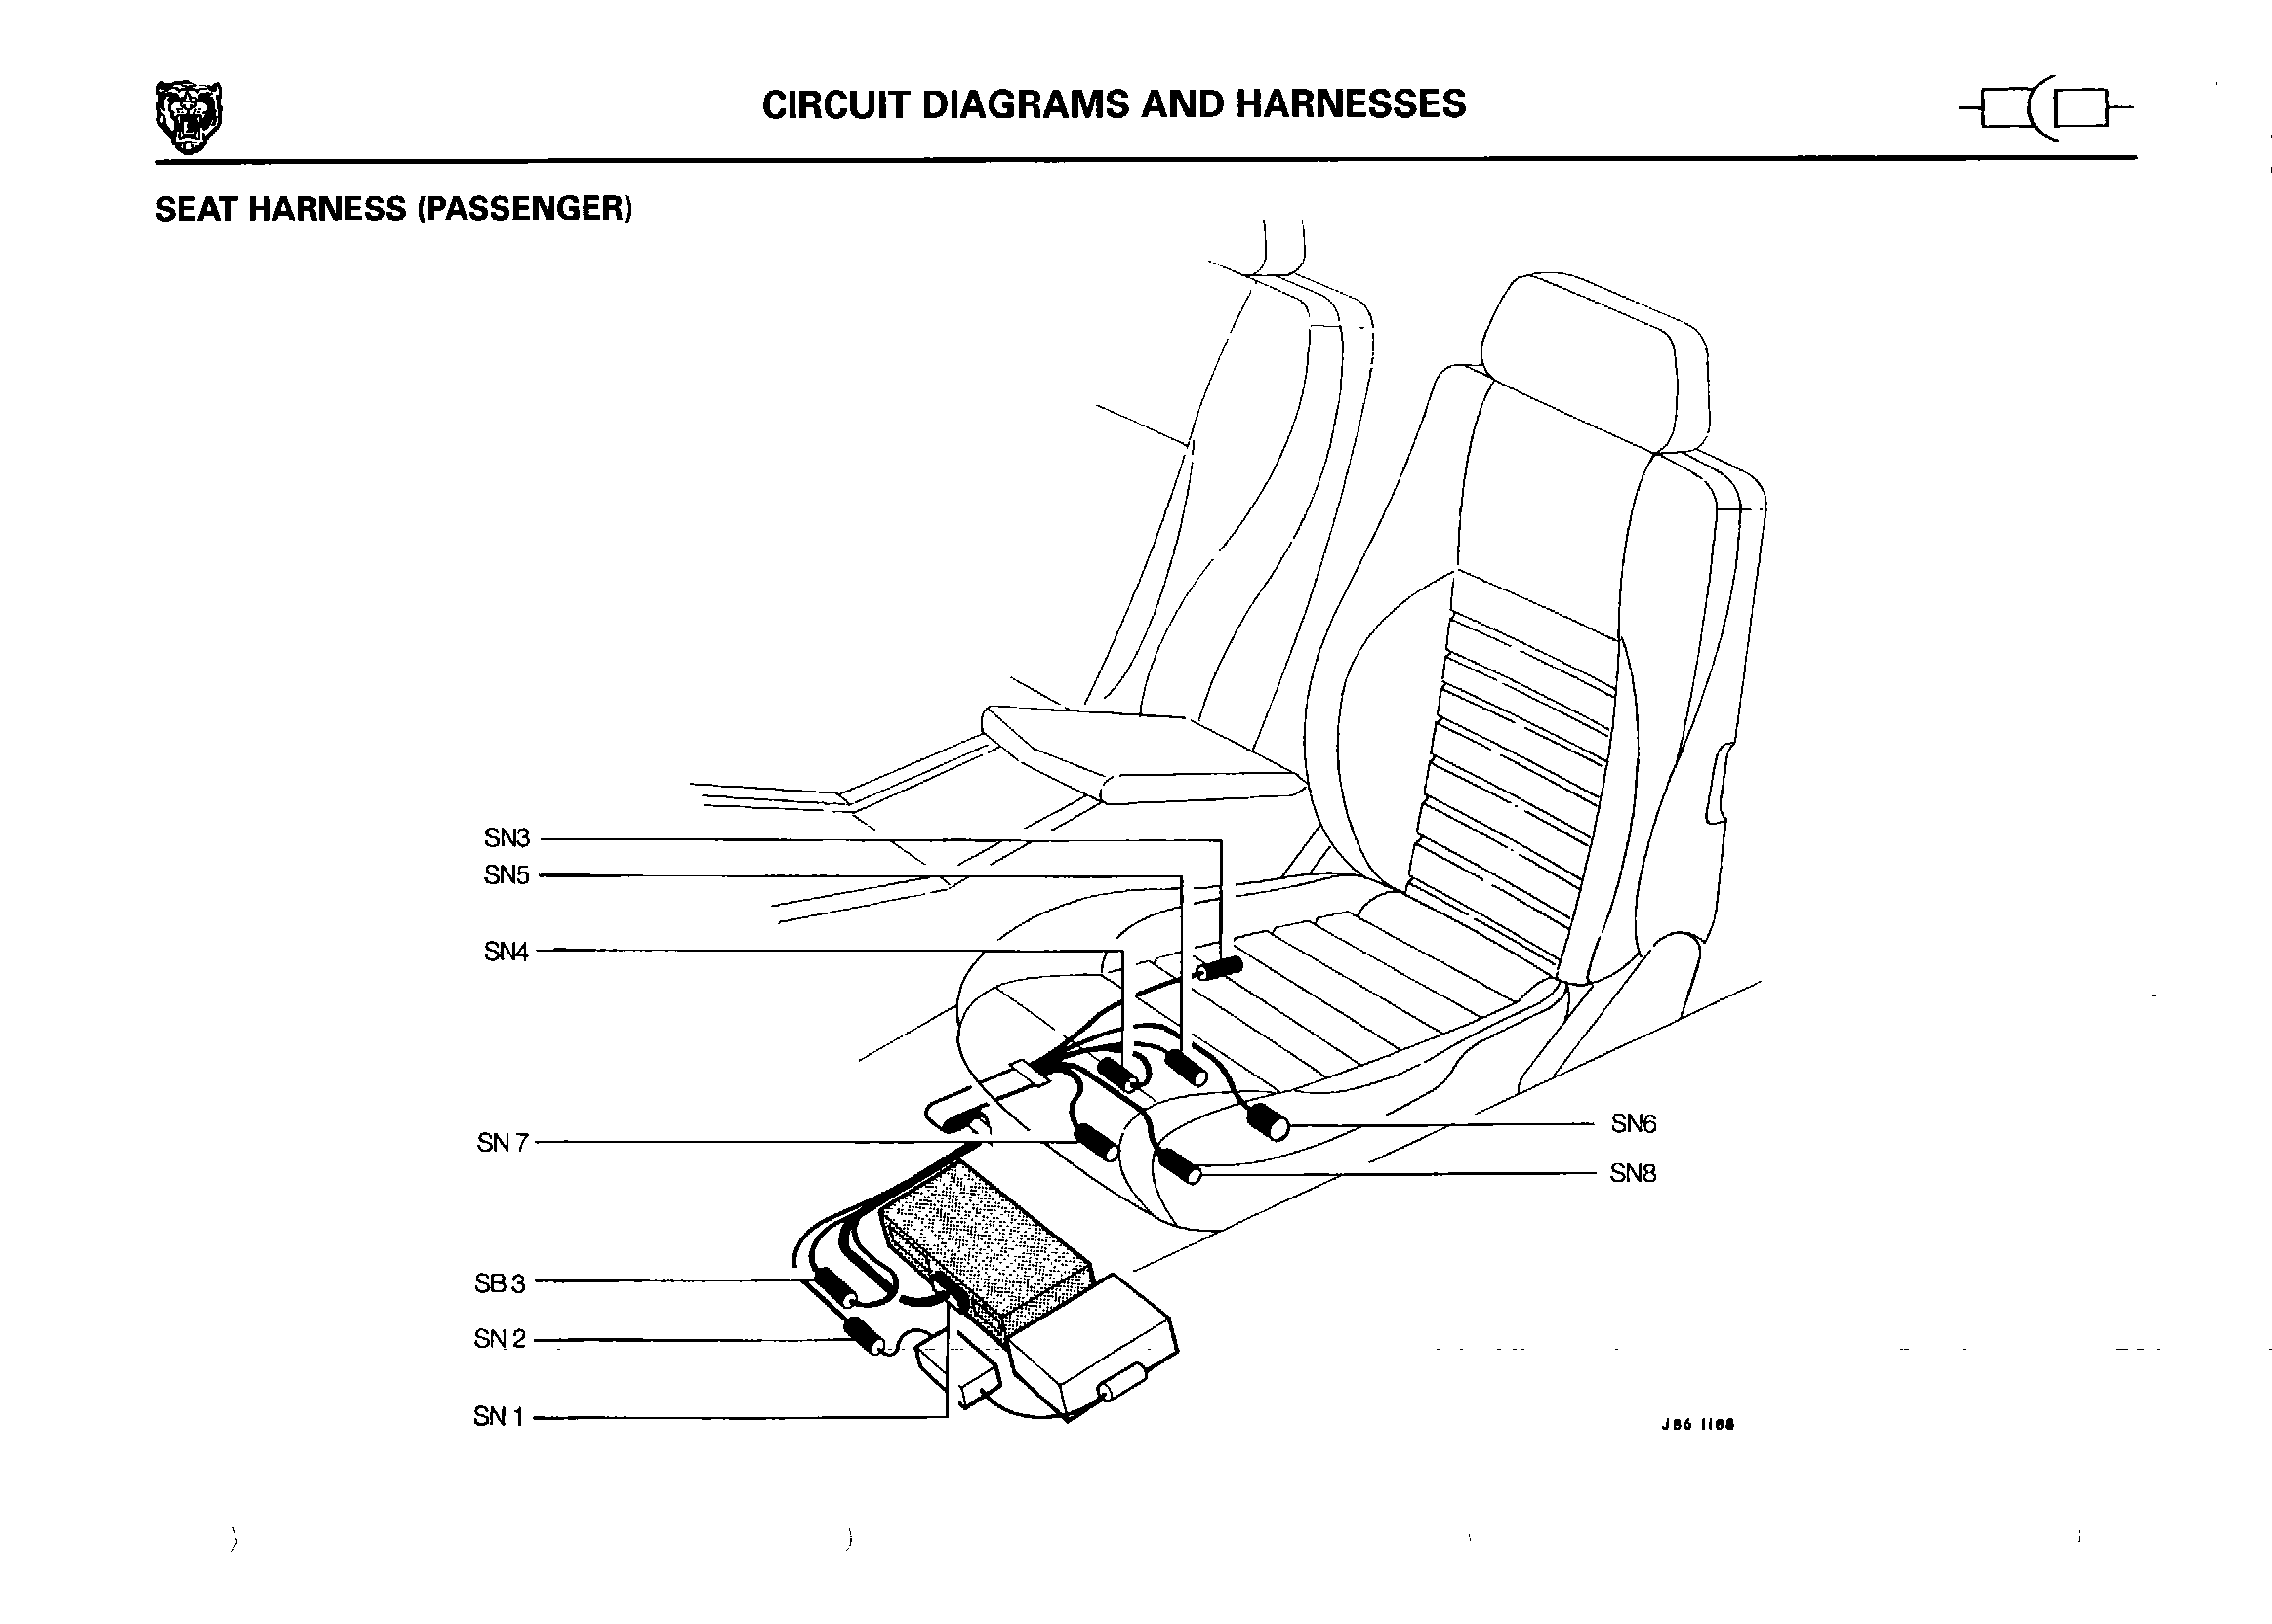 CIRCUIT DIAGRAMS AND HARNESSES
SEAT HARNESS (PASSENGER)
SN3
SN5
SN4
SN 7
SN6
SN8
SB 3
SN 2
SN 1
J86 1188